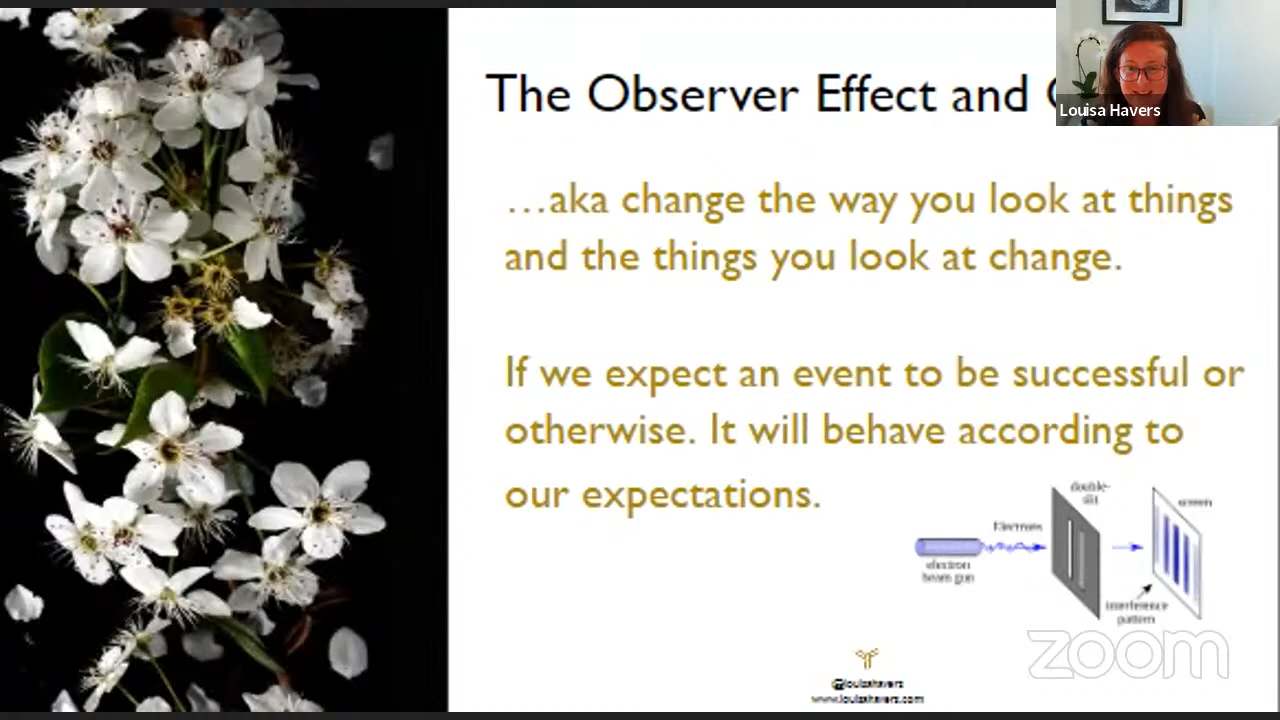 The Observer Effect and
Louisa Havers
…aka change the way you look at things
and the things you look at change.
If we expect an event to be successful or
otherwise. It will behave according to
our expectations.
double-
slit
screen
Electrons
electron
beam gun
interference
pattern
zoom
@louisahavers
www.louisahavers.com